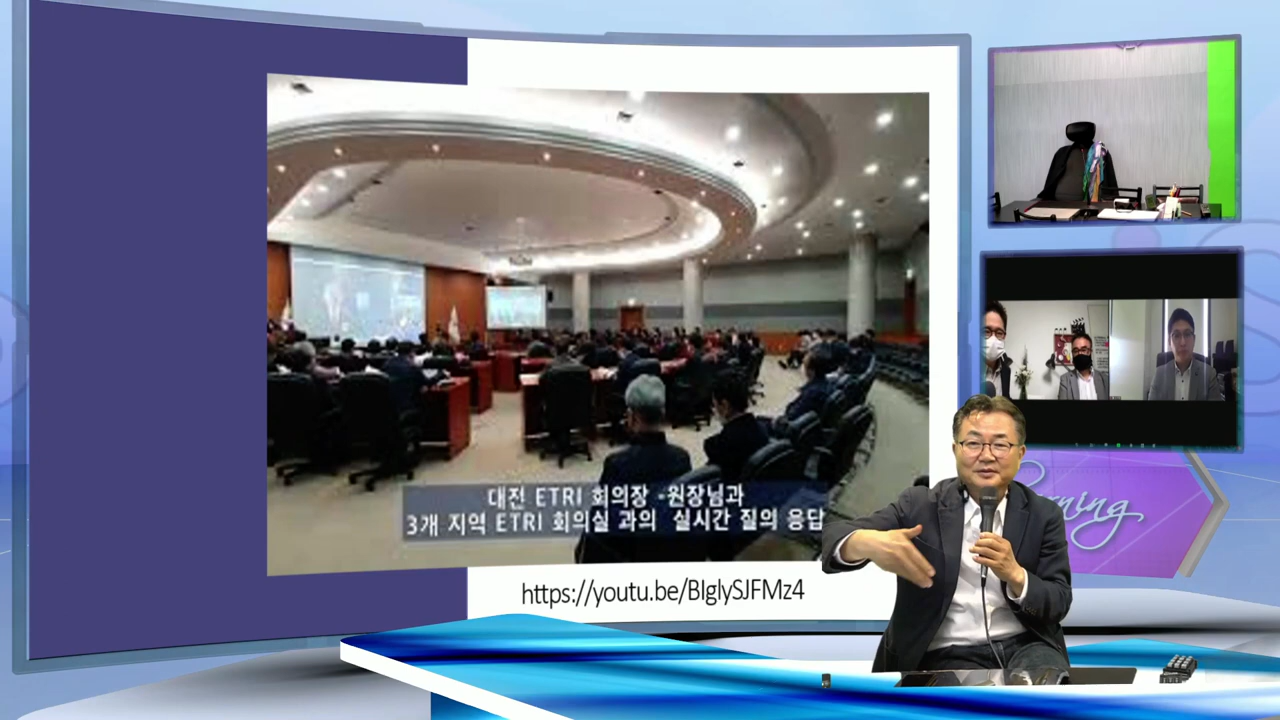 대전 ETRI 회의장 -원장님과
3개 지역 ETRI 회의실 과의 실시간 질의 응답
https://youtu.be/BIglySJFMz4